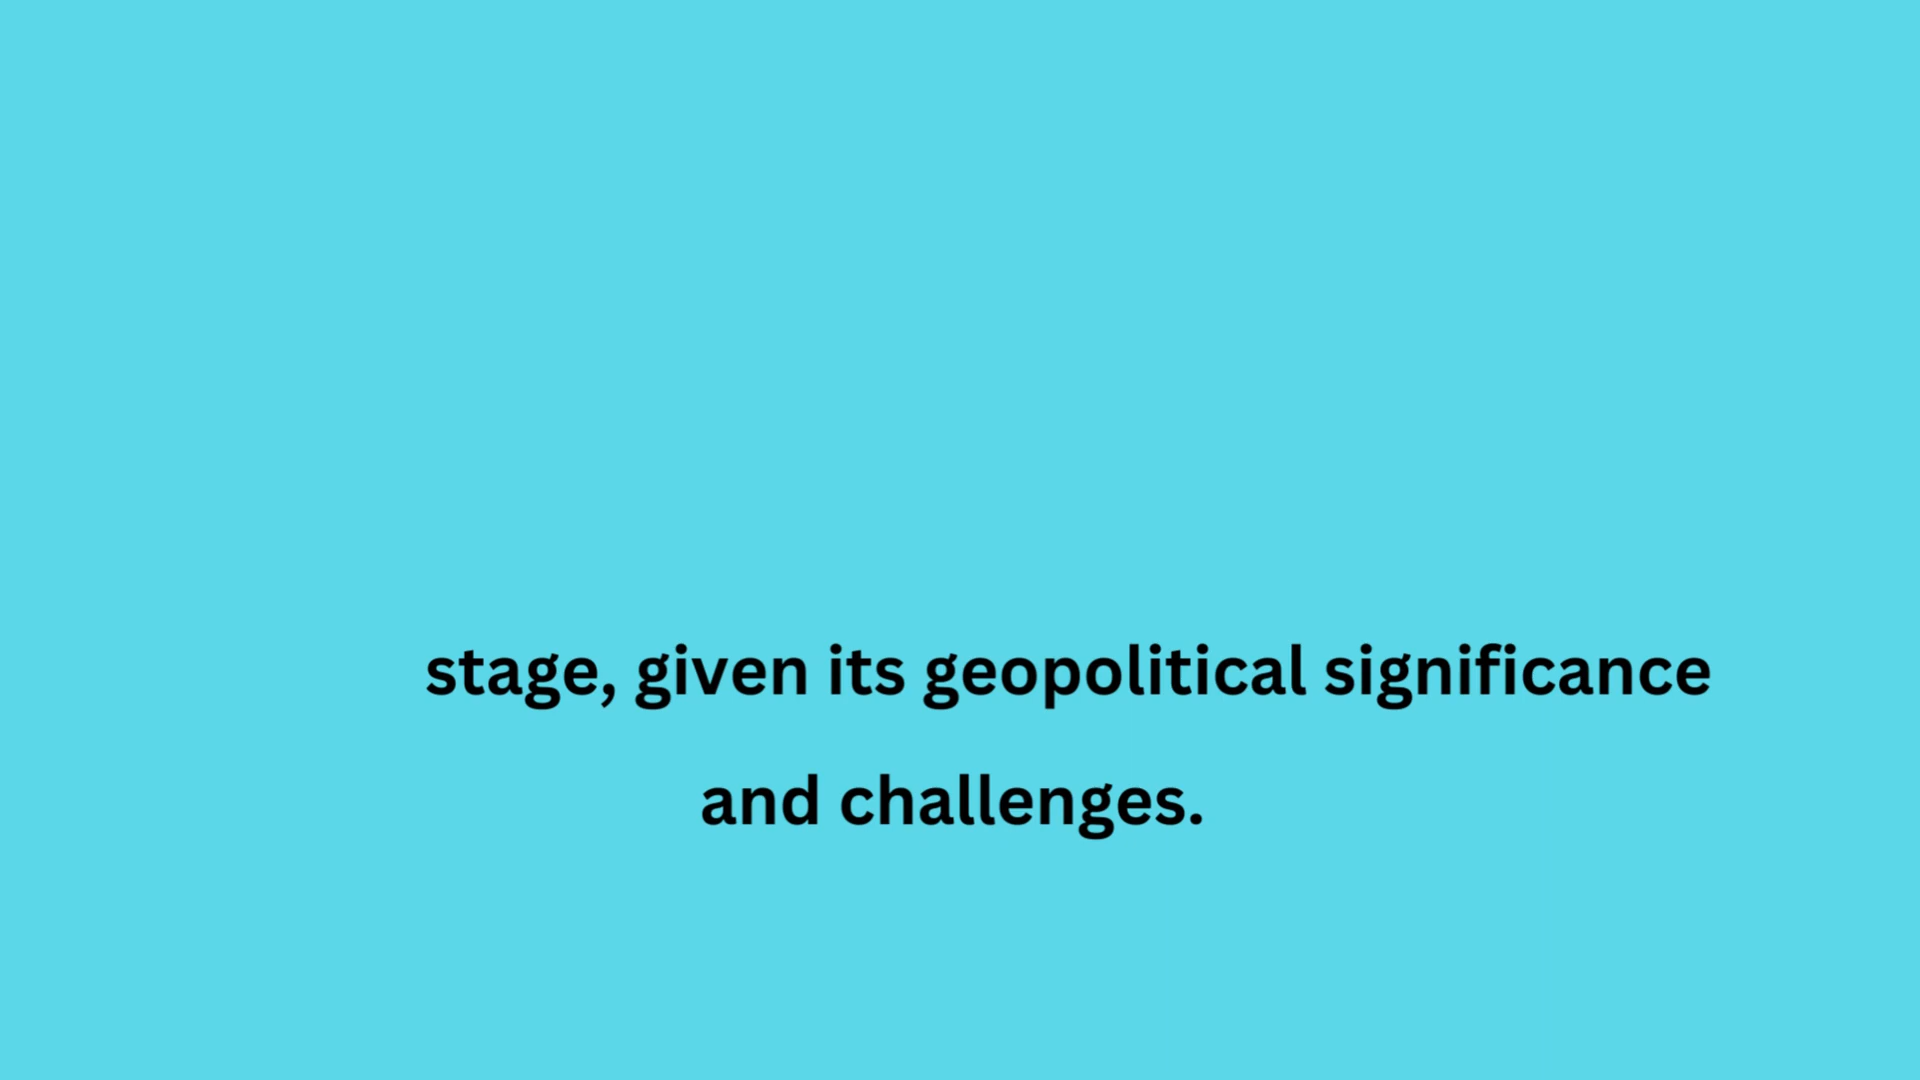 stage, given its geopolitical significance
and challenges.